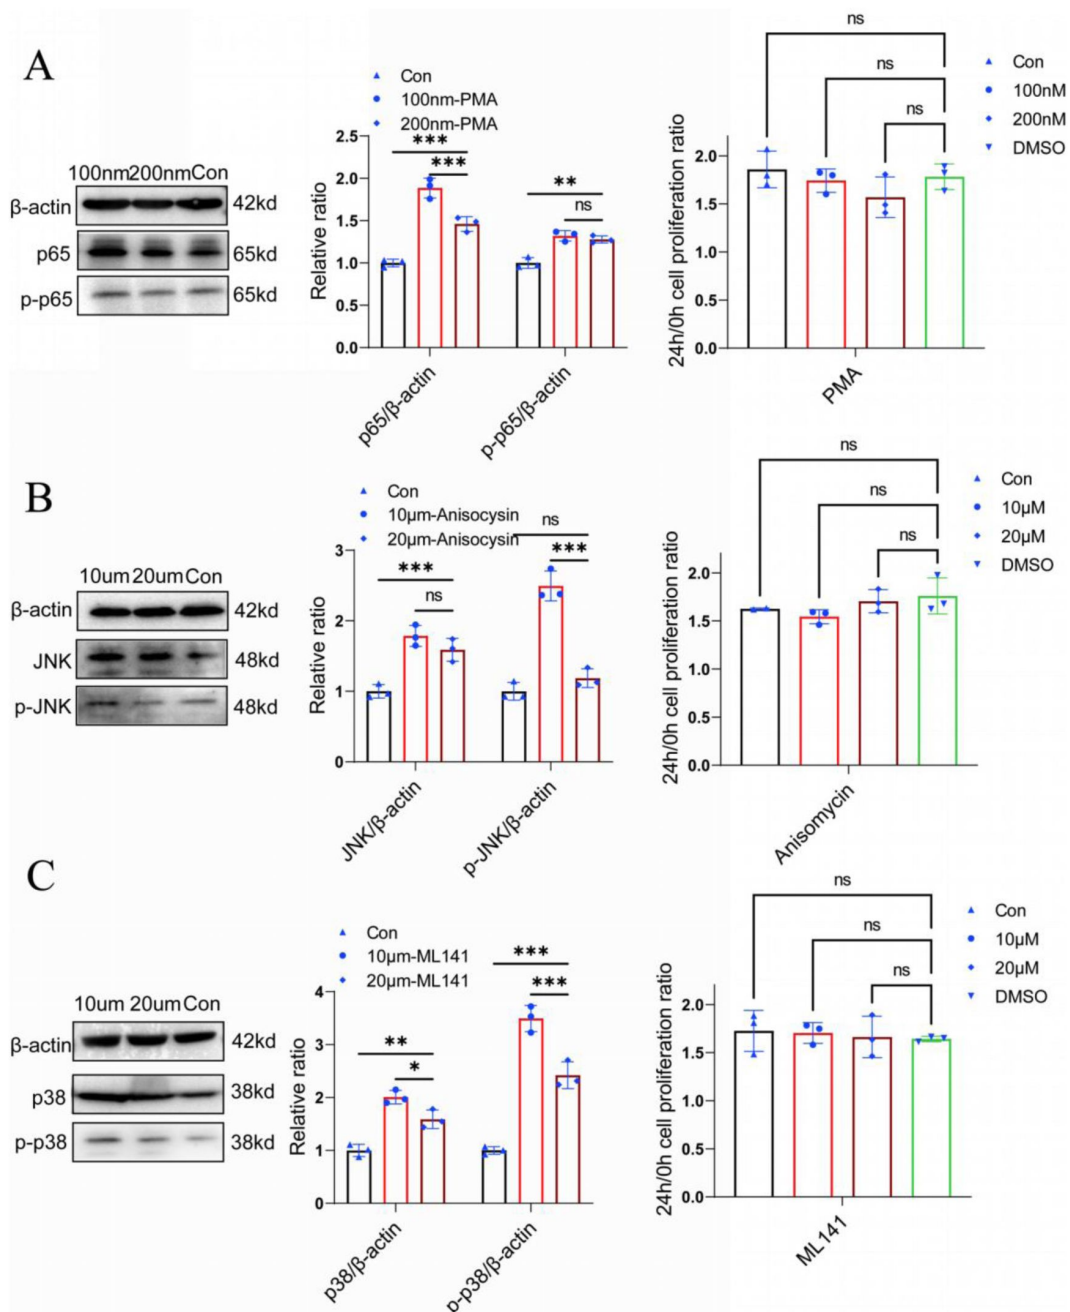 A
100nm200nmCon
β-actin
42kd
p65
65kd
p-p65
65kd
Con
100nm-PMA
200nm-PMA
***
***
**
ns
Relative ratio
2.5
2.0
1.5
1.0
0.5
0.0
p65/β-actin
p-p65/β-actin
ns
ns
ns
Con
100nM
200nM
DMSO
24h/0h cell proliferation ratio
2.0
1.5
1.0
0.5
0.0
PMA
B
10um 20um Con
β-actin
42kd
JNK
48kd
p-JNK
48kd
Con
10μm-Anisocysin
20μm-Anisocysin
***
ns
ns
***
Relative ratio
3
2
1
0
JNK/β-actin
p-JNK/β-actin
ns
ns
ns
Con
10μM
20μM
DMSO
24h/0h cell proliferation ratio
2.0
1.5
1.0
0.5
0.0
Anisomycin
C
10um 20um Con
β-actin
42kd
p38
38kd
p-p38
38kd
Con
10μm-ML141
20μm-ML141
**
*
***
***
Relative ratio
4
3
2
1
0
p38/β-actin
p-p38/β-actin
ns
ns
ns
Con
10μM
20μM
DMSO
24h/0h cell proliferation ratio
2.0
1.5
1.0
0.5
0.0
ML141